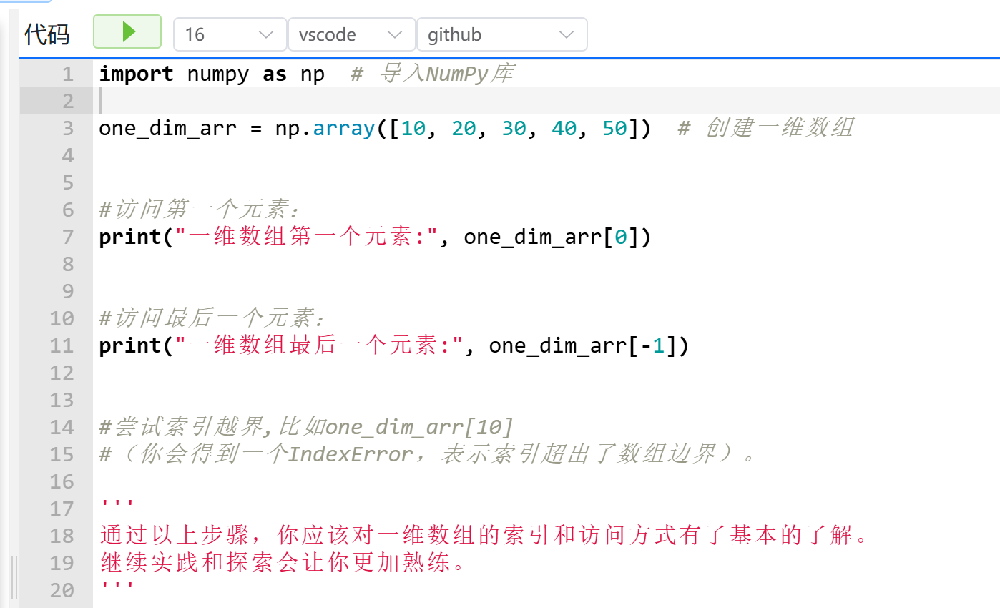 代码 16 vscode github
1 import numpy as np  # 导入NumPy库
2
3 one_dim_arr = np.array([10, 20, 30, 40, 50])  # 创建一维数组
4
5
6 #访问第一个元素：
7 print("一维数组第一个元素:", one_dim_arr[0])
8
9
10 #访问最后一个元素：
11 print("一维数组最后一个元素:", one_dim_arr[-1])
12
13
14 #尝试索引越界,比如one_dim_arr[10]
15 #（你会得到一个IndexError，表示索引超出了数组边界）。
16
17 '''
18 通过以上步骤，你应该对一维数组的索引和访问方式有了基本的了解。
19 继续实践和探索会让你更加熟练。
20 '''